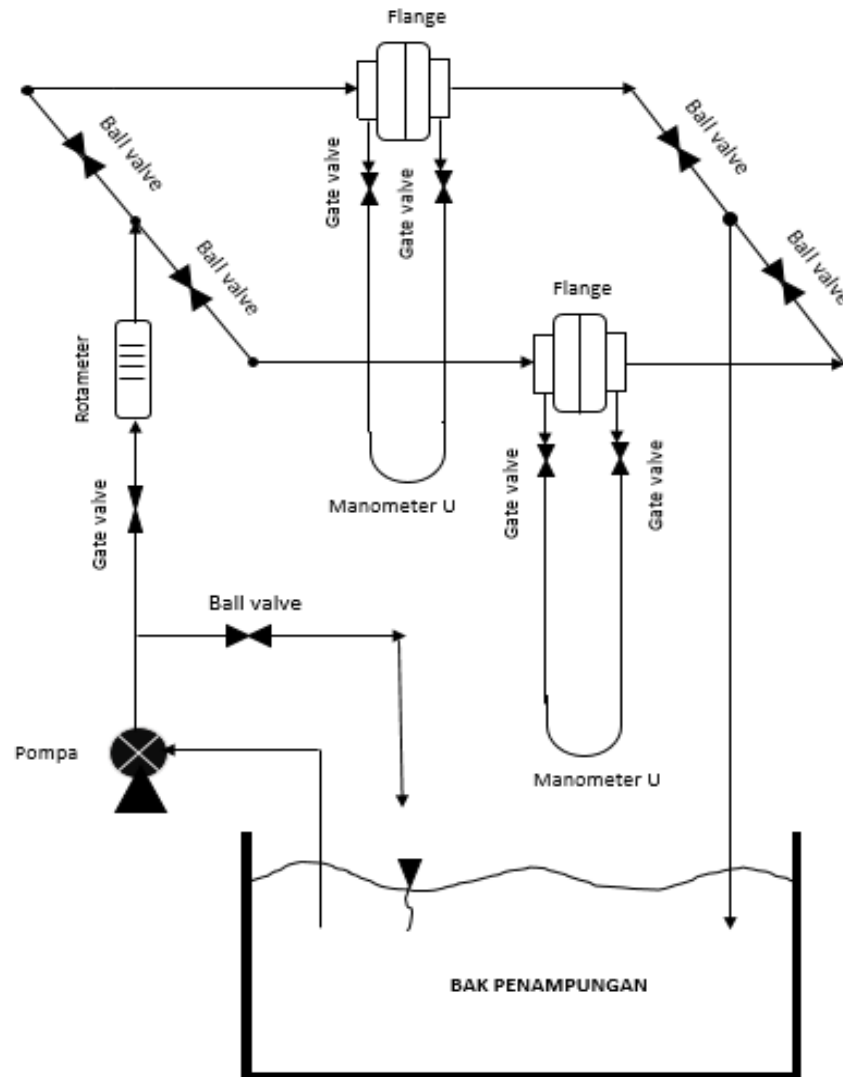 Flange
Ball valve
Gate valve
Gate valve
Ball valve
Ball valve
Ball valve
Flange
Rotameter
Gate valve
Manometer U
Gate valve
Gate valve
Ball valve
Pompa
Manometer U
BAK PENAMPUNGAN